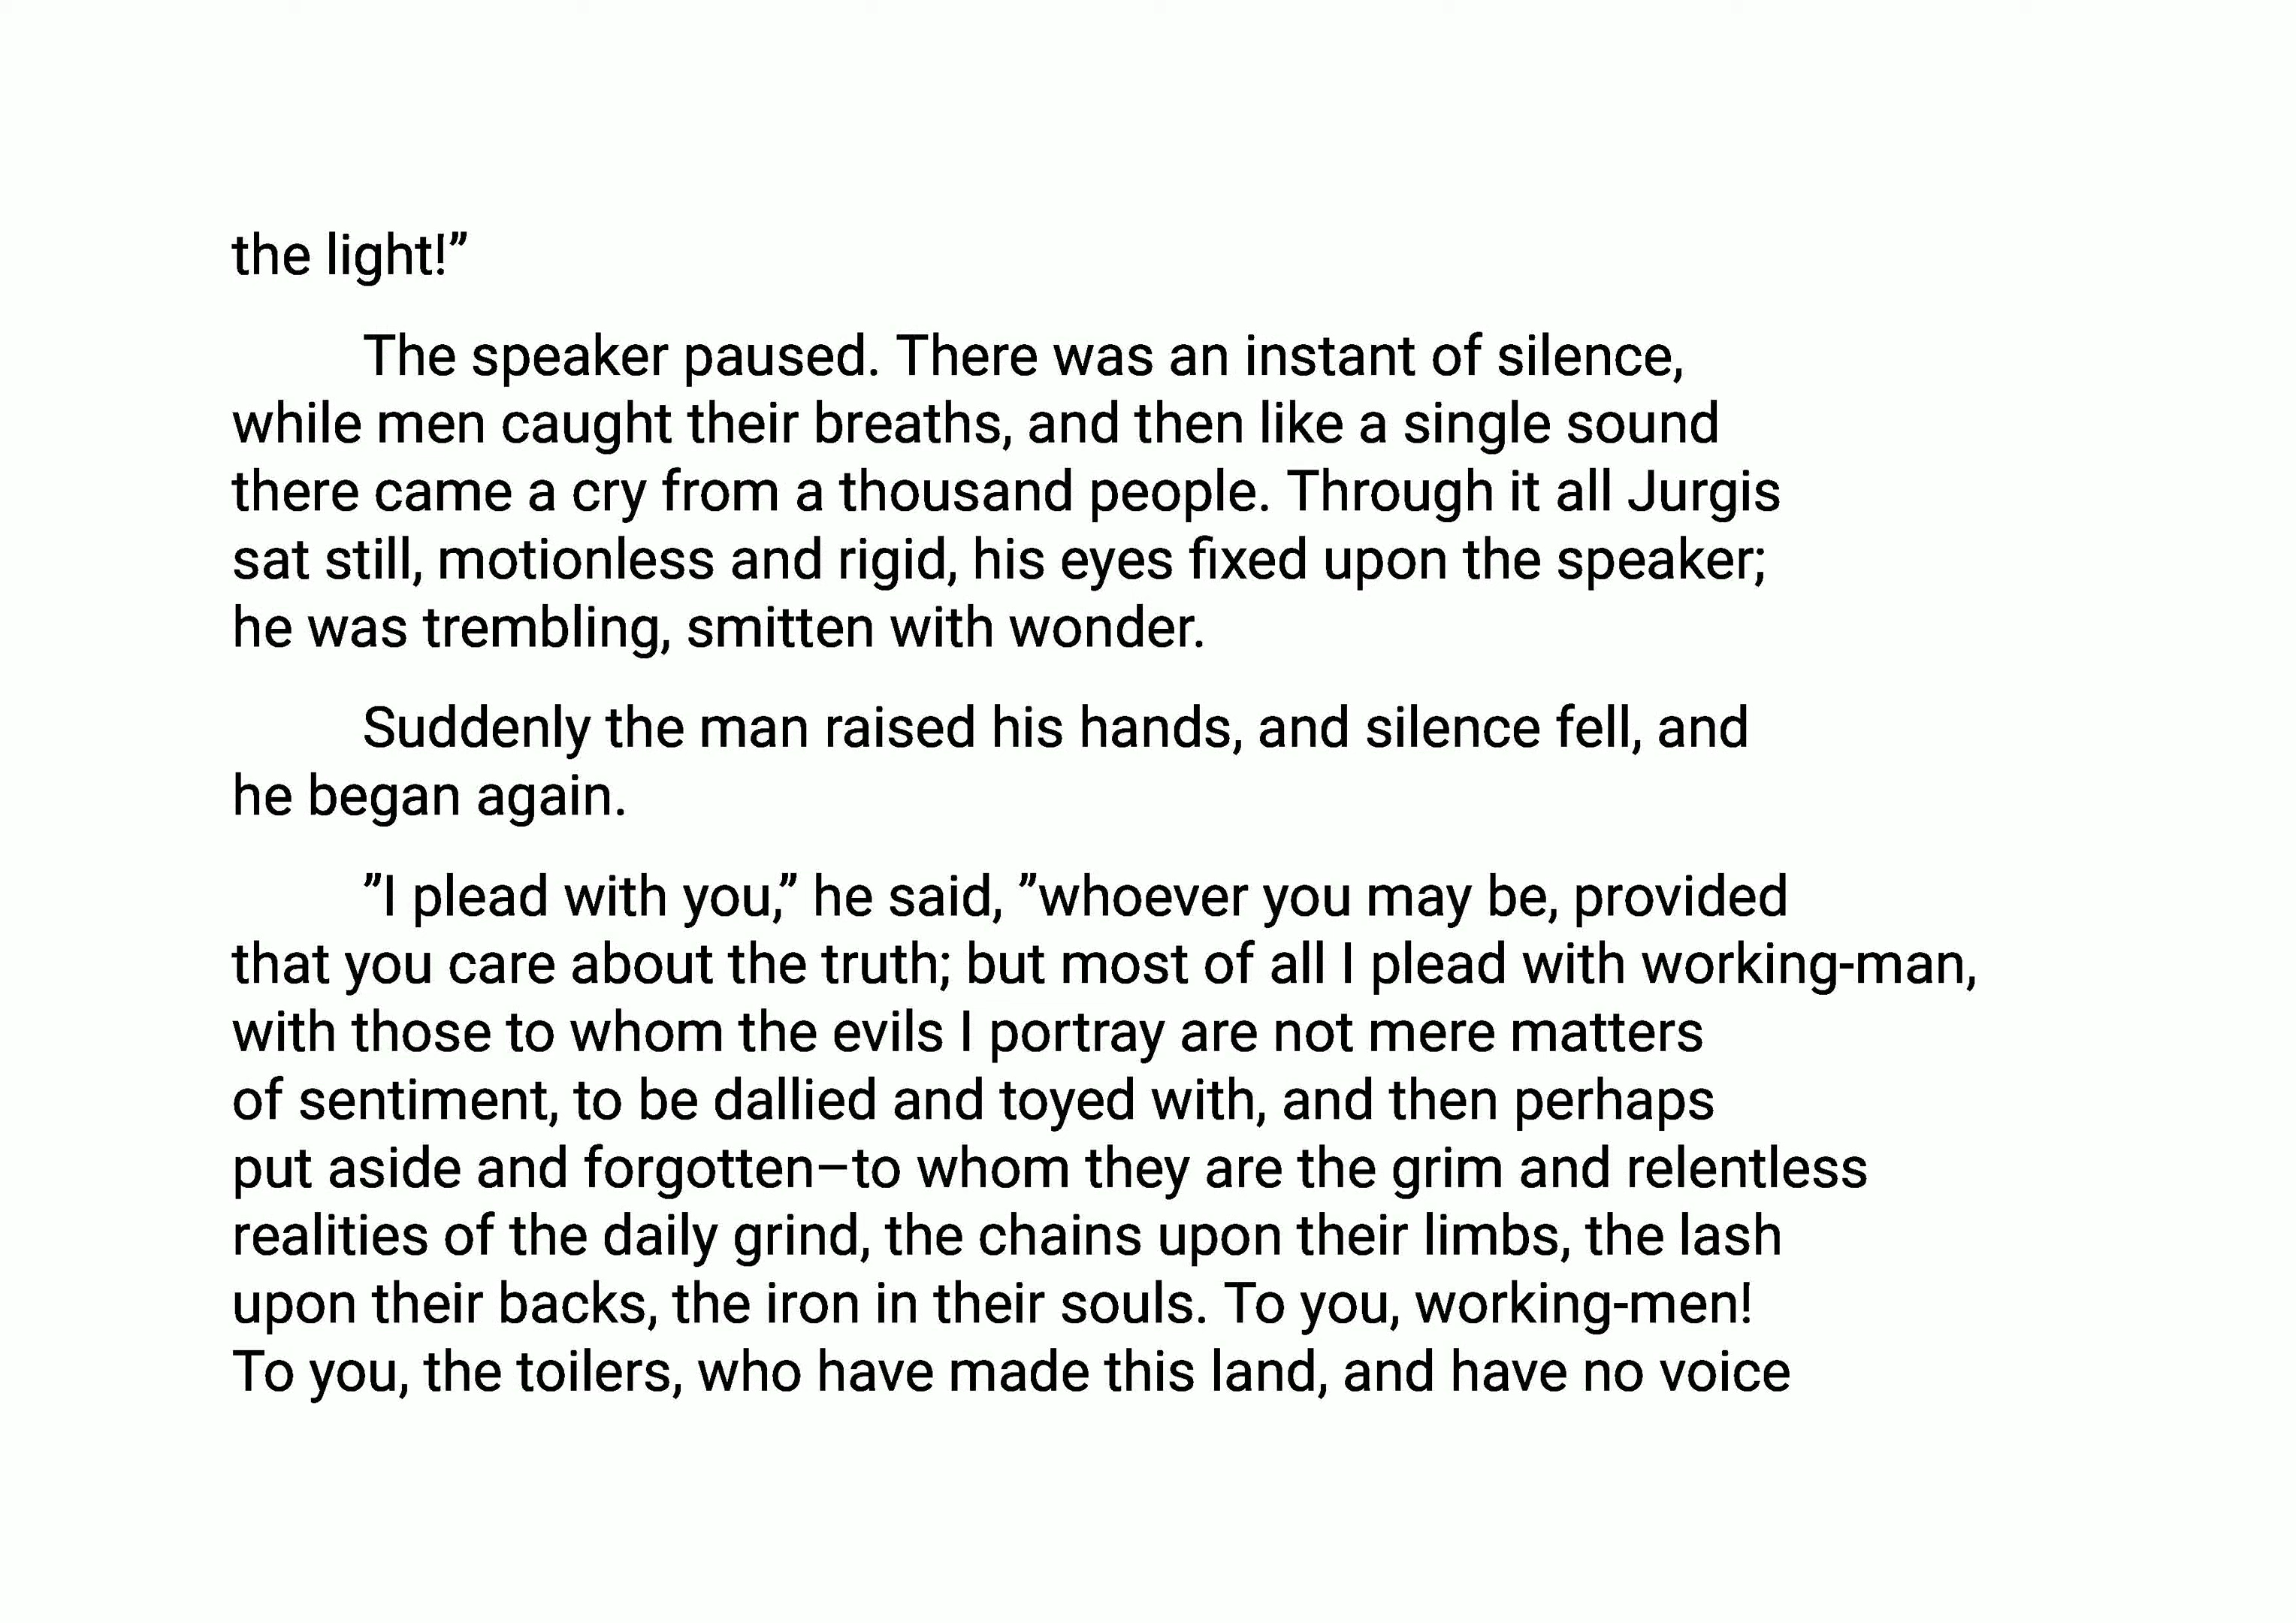 the light!”
The speaker paused. There was an instant of silence,
while men caught their breaths, and then like a single sound
there came a cry from a thousand people. Through it all Jurgis
sat still, motionless and rigid, his eyes fixed upon the speaker;
he was trembling, smitten with wonder.
Suddenly the man raised his hands, and silence fell, and
he began again.
”I plead with you,” he said, ”whoever you may be, provided
that you care about the truth; but most of all I plead with working-man,
with those to whom the evils I portray are not mere matters
of sentiment, to be dallied and toyed with, and then perhaps
put aside and forgotten–to whom they are the grim and relentless
realities of the daily grind, the chains upon their limbs, the lash
upon their backs, the iron in their souls. To you, working-men!
To you, the toilers, who have made this land, and have no voice